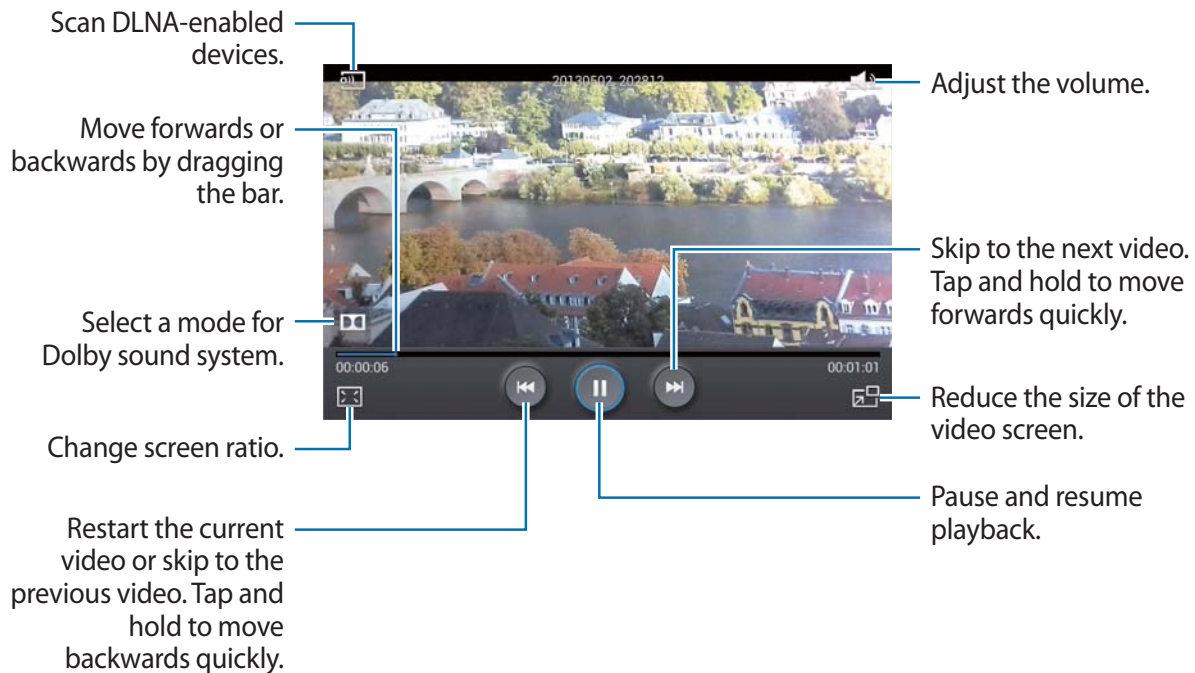 Scan DLNA-enabled
devices.
Move forwards or
backwards by dragging
the bar.
Select a mode for
Dolby sound system.
Change screen ratio.
Restart the current
video or skip to the
previous video. Tap and
hold to move
backwards quickly.
20130502_202812
00:00:06
00:01:01
Adjust the volume.
Skip to the next video.
Tap and hold to move
forwards quickly.
Reduce the size of the
video screen.
Pause and resume
playback.